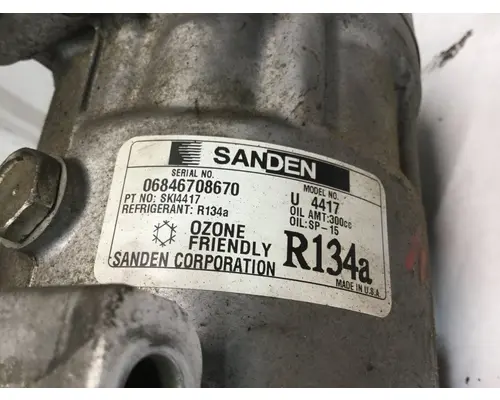 SANDEN
SERIAL NO.
06846708670
MODEL NO.
U 4417
PT NO: SKI4417
OIL AMT:300cc
REFRIGERANT: R134a
OIL:SP-15
OZONE
FRIENDLY
R134a
SANDEN CORPORATION
MADE IN U.S.A.